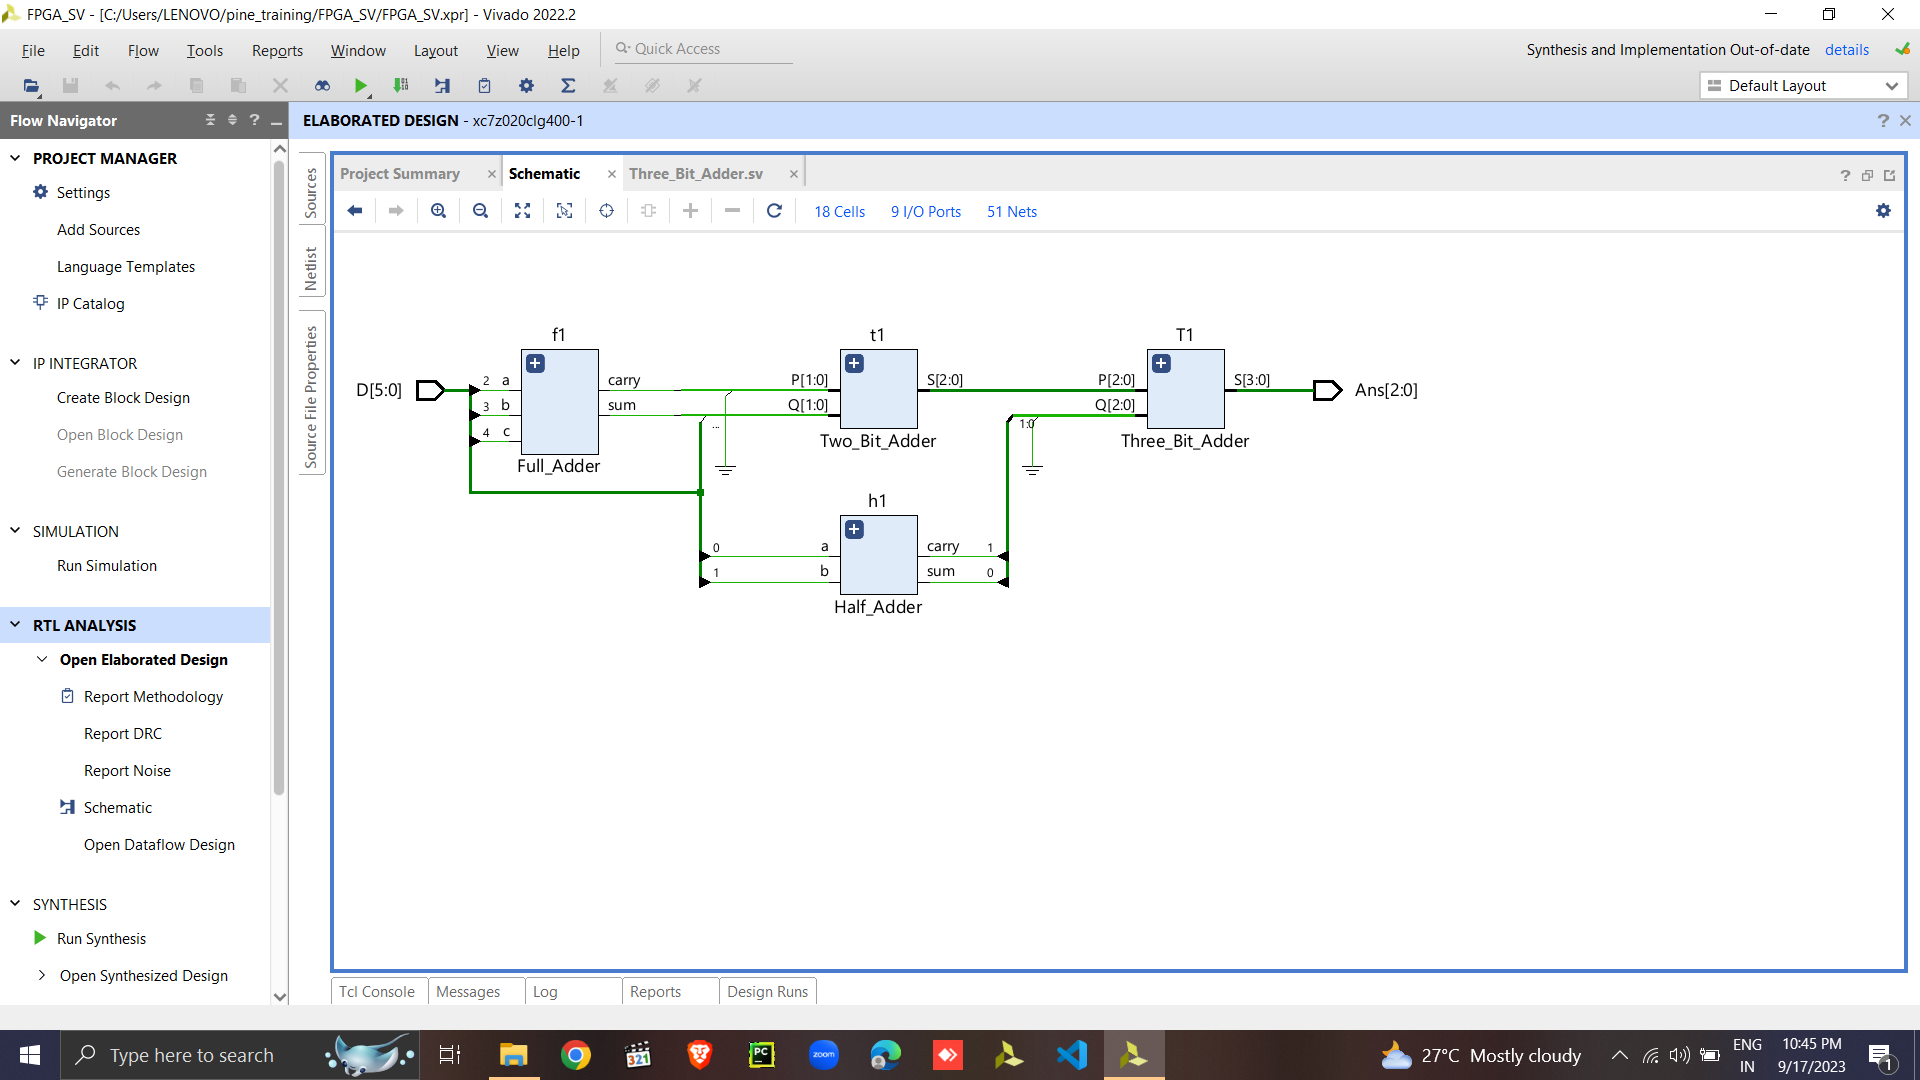 FPGA_SV - [C:/Users/LENOVO/pine_training/FPGA_SV/FPGA_SV.xpr] - Vivado 2022.2
File Edit Flow Tools Reports Window Layout View Help Quick Access
Synthesis and Implementation Out-of-date details
Default Layout
Flow Navigator
ELABORATED DESIGN - xc7z020clg400-1
PROJECT MANAGER
Settings
Add Sources
Language Templates
IP Catalog
IP INTEGRATOR
Create Block Design
Open Block Design
Generate Block Design
SIMULATION
Run Simulation
RTL ANALYSIS
Open Elaborated Design
Report Methodology
Report DRC
Report Noise
Schematic
Open Dataflow Design
SYNTHESIS
Run Synthesis
Open Synthesized Design
Sources
Netlist
Source File Properties
Project Summary Schematic Three_Bit_Adder.sv
18 Cells 9 I/O Ports 51 Nets
f1 t1 T1
2 a carry P[1:0] S[2:0] P[2:0] S[3:0]
D[5:0] Ans[2:0]
3 b sum Q[1:0] Q[2:0]
4 c ... 1:0
Full_Adder Two_Bit_Adder Three_Bit_Adder
h1
0 a carry 1
1 b sum 0
Half_Adder
Tcl Console Messages Log Reports Design Runs
Type here to search
321
PC
zoom
27°C Mostly cloudy
ENG
IN
10:45 PM
9/17/2023
1